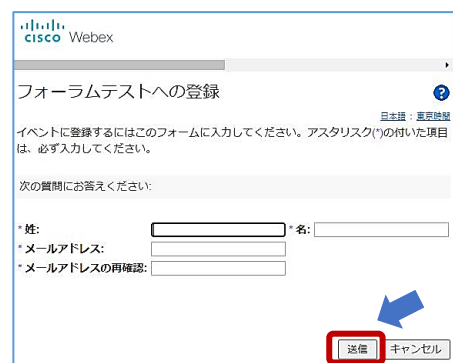 cisco Webex
フォーラムテストへの登録
?
日本語 : 東京時間
イベントに登録するにはこのフォームに入力してください。アスタリスク(*)の付いた項目
は、必ず入力してください。
次の質問にお答えください:
* 姓: * 名:
* メールアドレス:
* メールアドレスの再確認:
送信 キャンセル